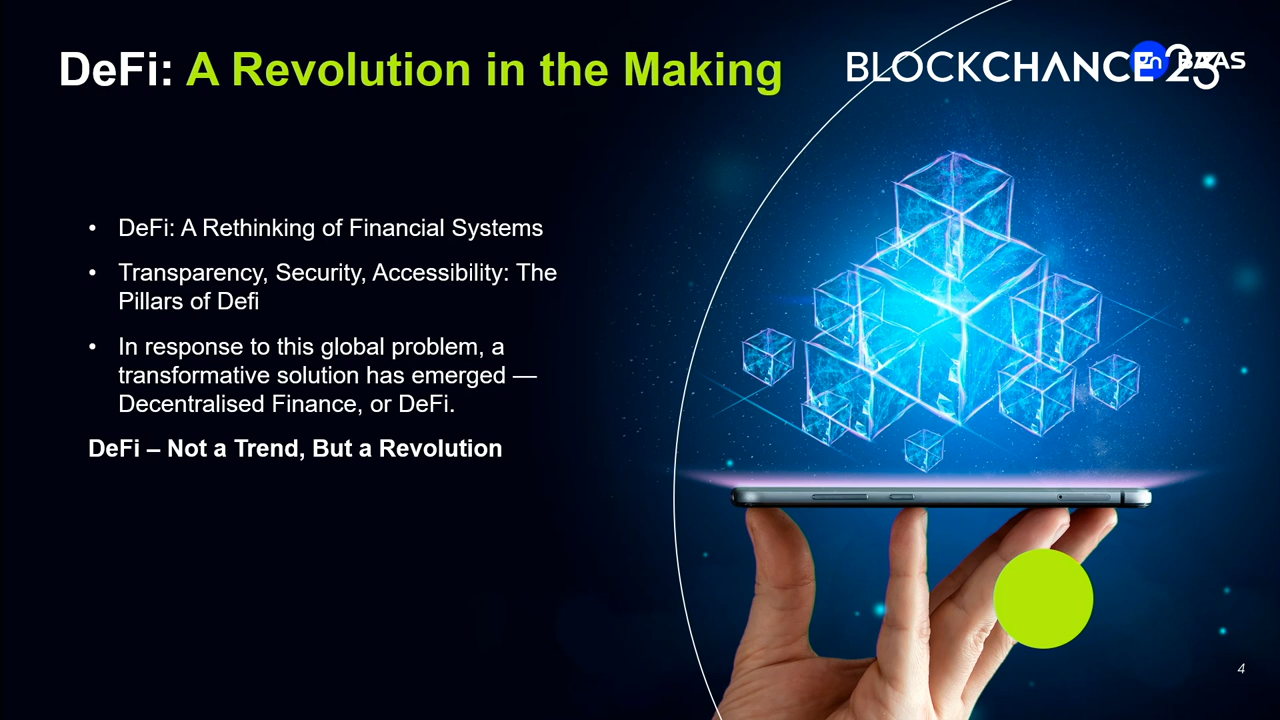 DeFi: A Revolution in the Making
BLOCKCHANCE 23
• DeFi: A Rethinking of Financial Systems
• Transparency, Security, Accessibility: The
Pillars of Defi
• In response to this global problem, a
transformative solution has emerged —
Decentralised Finance, or DeFi.
DeFi – Not a Trend, But a Revolution
4